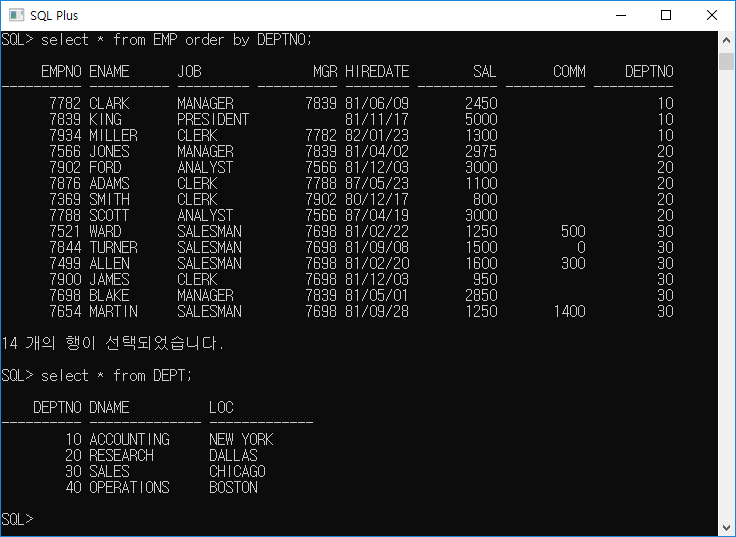 SQL Plus
SQL> select * from EMP order by DEPTNO;
     EMPNO ENAME      JOB              MGR HIREDATE        SAL       COMM     DEPTNO
---------- ---------- --------- ---------- -------- ---------- ---------- ----------
      7782 CLARK      MANAGER         7839 81/06/09       2450                    10
      7839 KING       PRESIDENT            81/11/17       5000                    10
      7934 MILLER     CLERK           7782 82/01/23       1300                    10
      7566 JONES      MANAGER         7839 81/04/02       2975                    20
      7902 FORD       ANALYST         7566 81/12/03       3000                    20
      7876 ADAMS      CLERK           7788 87/05/23       1100                    20
      7369 SMITH      CLERK           7902 80/12/17        800                    20
      7788 SCOTT      ANALYST         7566 87/04/19       3000                    20
      7521 WARD       SALESMAN        7698 81/02/22       1250        500         30
      7844 TURNER     SALESMAN        7698 81/09/08       1500          0         30
      7499 ALLEN      SALESMAN        7698 81/02/20       1600        300         30
      7900 JAMES      CLERK           7698 81/12/03        950                    30
      7698 BLAKE      MANAGER         7839 81/05/01       2850                    30
      7654 MARTIN     SALESMAN        7698 81/09/28       1250       1400         30
14 개의 행이 선택되었습니다.
SQL> select * from DEPT;
    DEPTNO DNAME          LOC
---------- -------------- -------------
        10 ACCOUNTING     NEW YORK
        20 RESEARCH       DALLAS
        30 SALES          CHICAGO
        40 OPERATIONS     BOSTON
SQL>